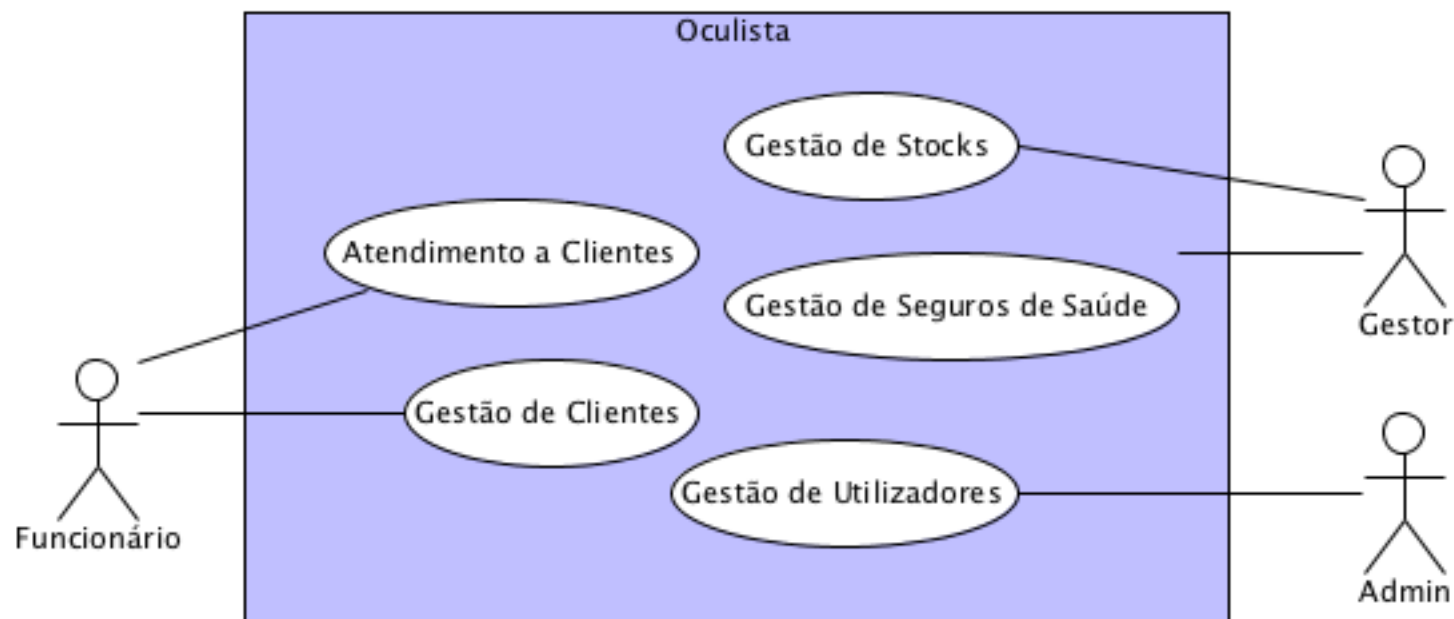 Oculista
Gestão de Stocks
Atendimento a Clientes
Gestão de Seguros de Saúde
Gestor
Gestão de Clientes
Gestão de Utilizadores
Funcionário
Admin